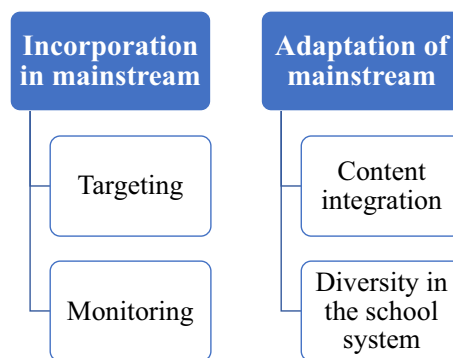 Incorporation
in mainstream
Targeting
Monitoring
Adaptation of
mainstream
Content
integration
Diversity in
the school
system